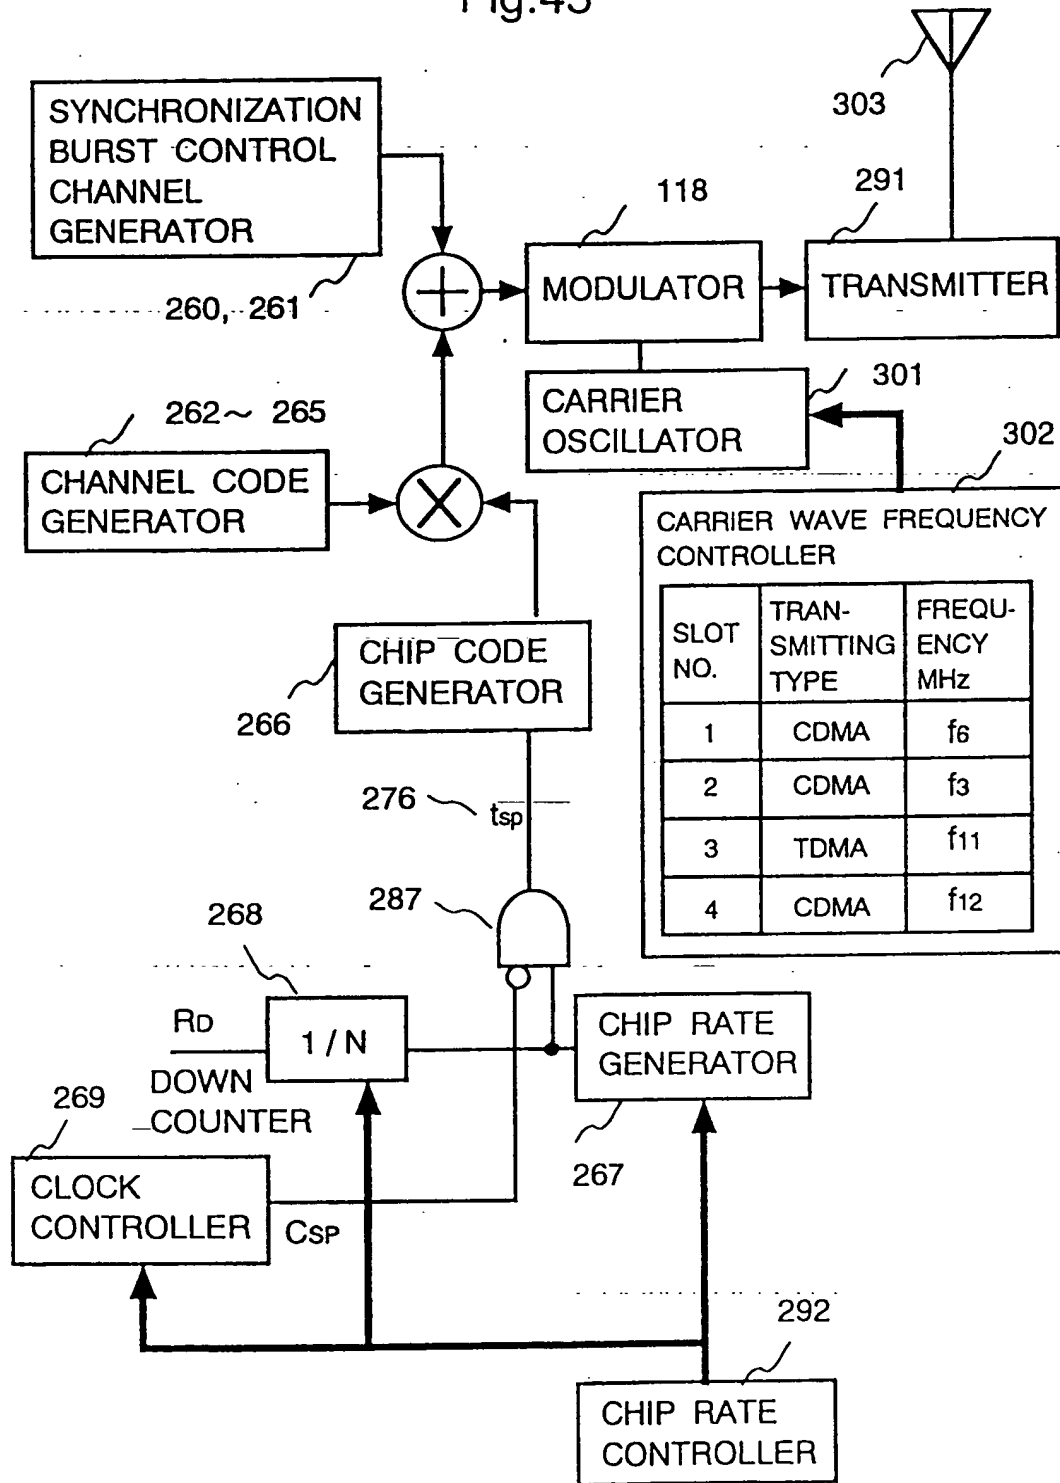 Fig.43
303
SYNCHRONIZATION
BURST CONTROL
CHANNEL
GENERATOR
260, 261
118
291
MODULATOR
TRANSMITTER
301
CARRIER
OSCILLATOR
302
262~ 265
CHANNEL CODE
GENERATOR
CARRIER WAVE FREQUENCY
CONTROLLER
SLOT
NO.
TRAN-
SMITTING
TYPE
FREQU-
ENCY
MHz
1 CDMA f6
2 CDMA f3
3 TDMA f11
4 CDMA f12
CHIP CODE
GENERATOR
266
276
tsp
287
268
RD
1/N
DOWN
COUNTER
CHIP RATE
GENERATOR
267
269
CLOCK
CONTROLLER
CSP
292
CHIP RATE
CONTROLLER